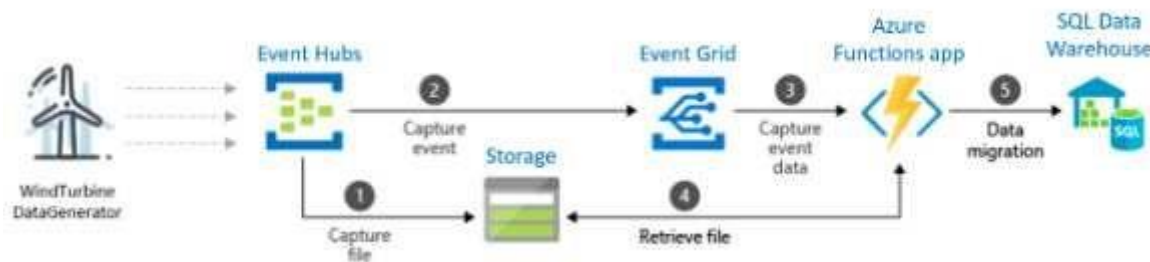 Event Hubs
Event Grid
Azure
Functions app
SQL Data
Warehouse
2
3
5
Capture
event
Capture
event
data
Data
migration
SQL
Storage
WindTurbine
DataGenerator
1
4
Capture
file
Retrieve file